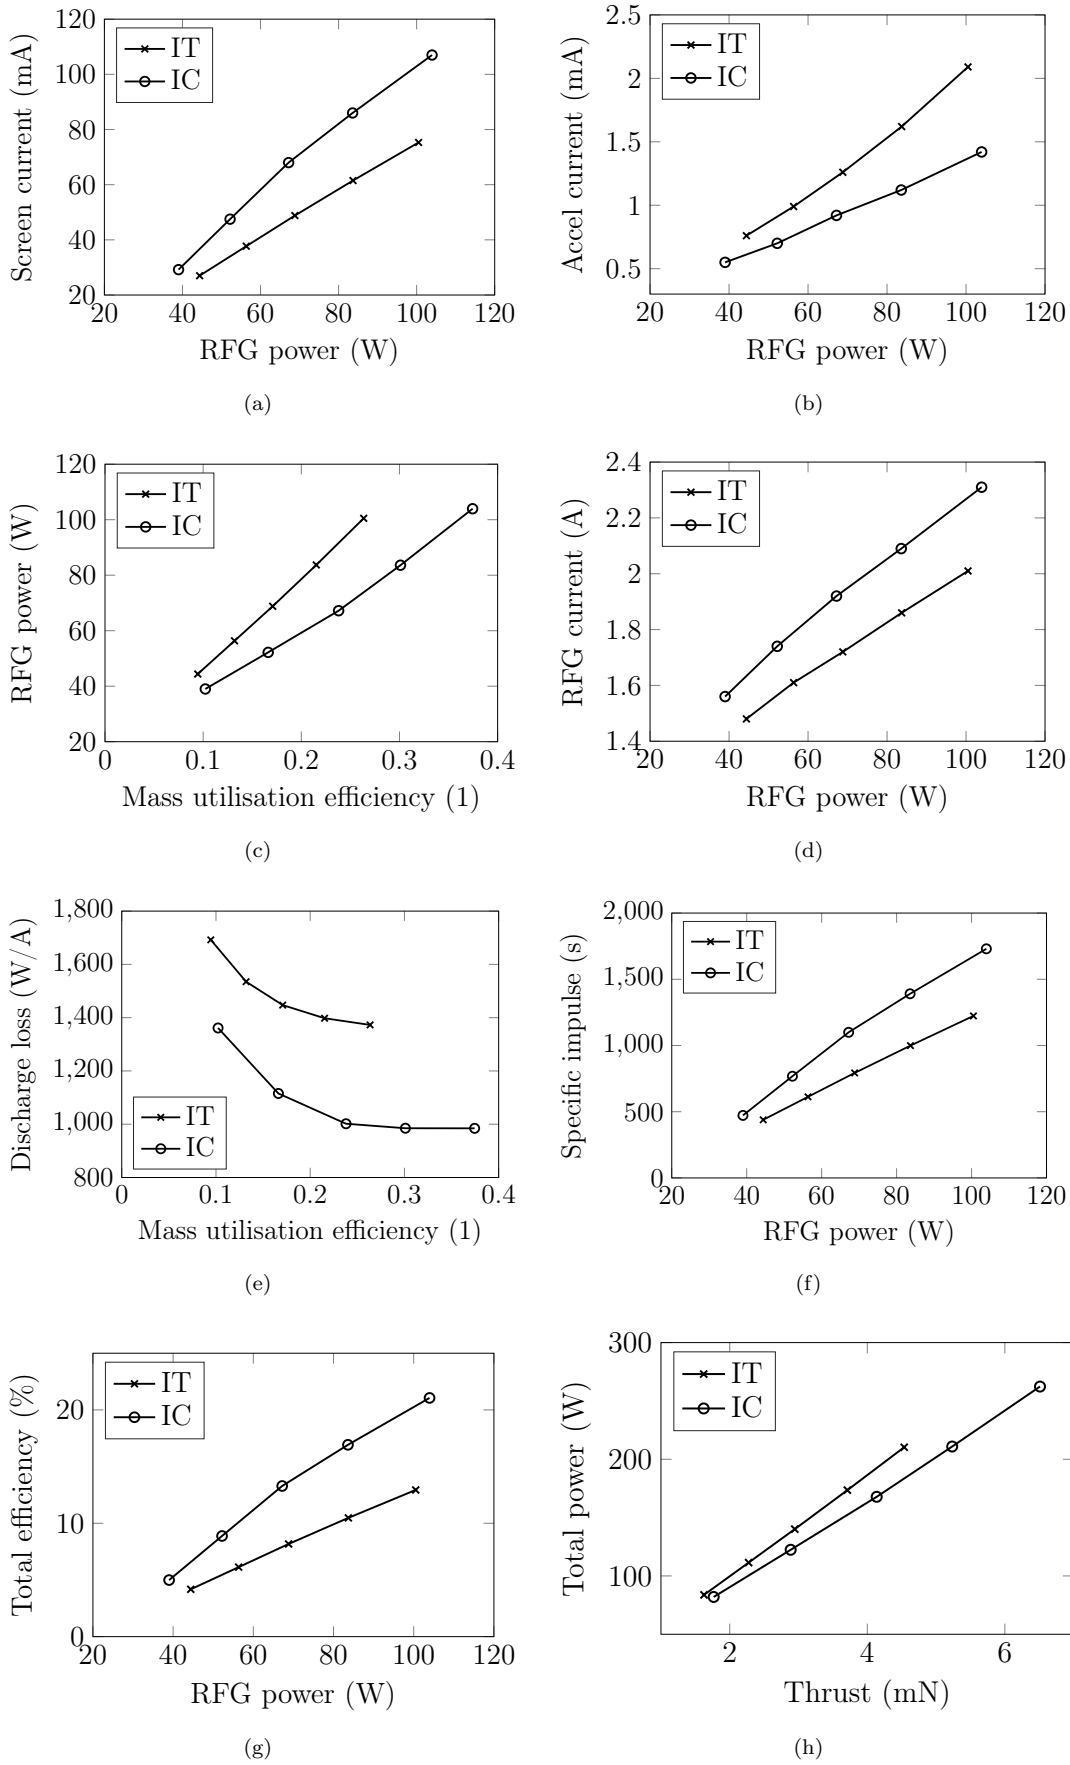 120
100
80
60
40
20
20
40
60
80
100
120
Screen current (mA)
RFG power (W)
IT
IC
(a)
2.5
2
1.5
1
0.5
20
40
60
80
100
120
Accel current (mA)
RFG power (W)
IT
IC
(b)
120
100
80
60
40
20
0
0.1
0.2
0.3
0.4
RFG power (W)
Mass utilisation efficiency (1)
IT
IC
(c)
2.4
2.2
2
1.8
1.6
1.4
20
40
60
80
100
120
RFG current (A)
RFG power (W)
IT
IC
(d)
1,800
1,600
1,400
1,200
1,000
800
0
0.1
0.2
0.3
0.4
Discharge loss (W/A)
Mass utilisation efficiency (1)
IT
IC
(e)
2,000
1,500
1,000
500
0
20
40
60
80
100
120
Specific impulse (s)
RFG power (W)
IT
IC
(f)
20
10
0
20
40
60
80
100
120
Total efficiency (%)
RFG power (W)
IT
IC
(g)
300
200
100
2
4
6
Total power (W)
Thrust (mN)
IT
IC
(h)